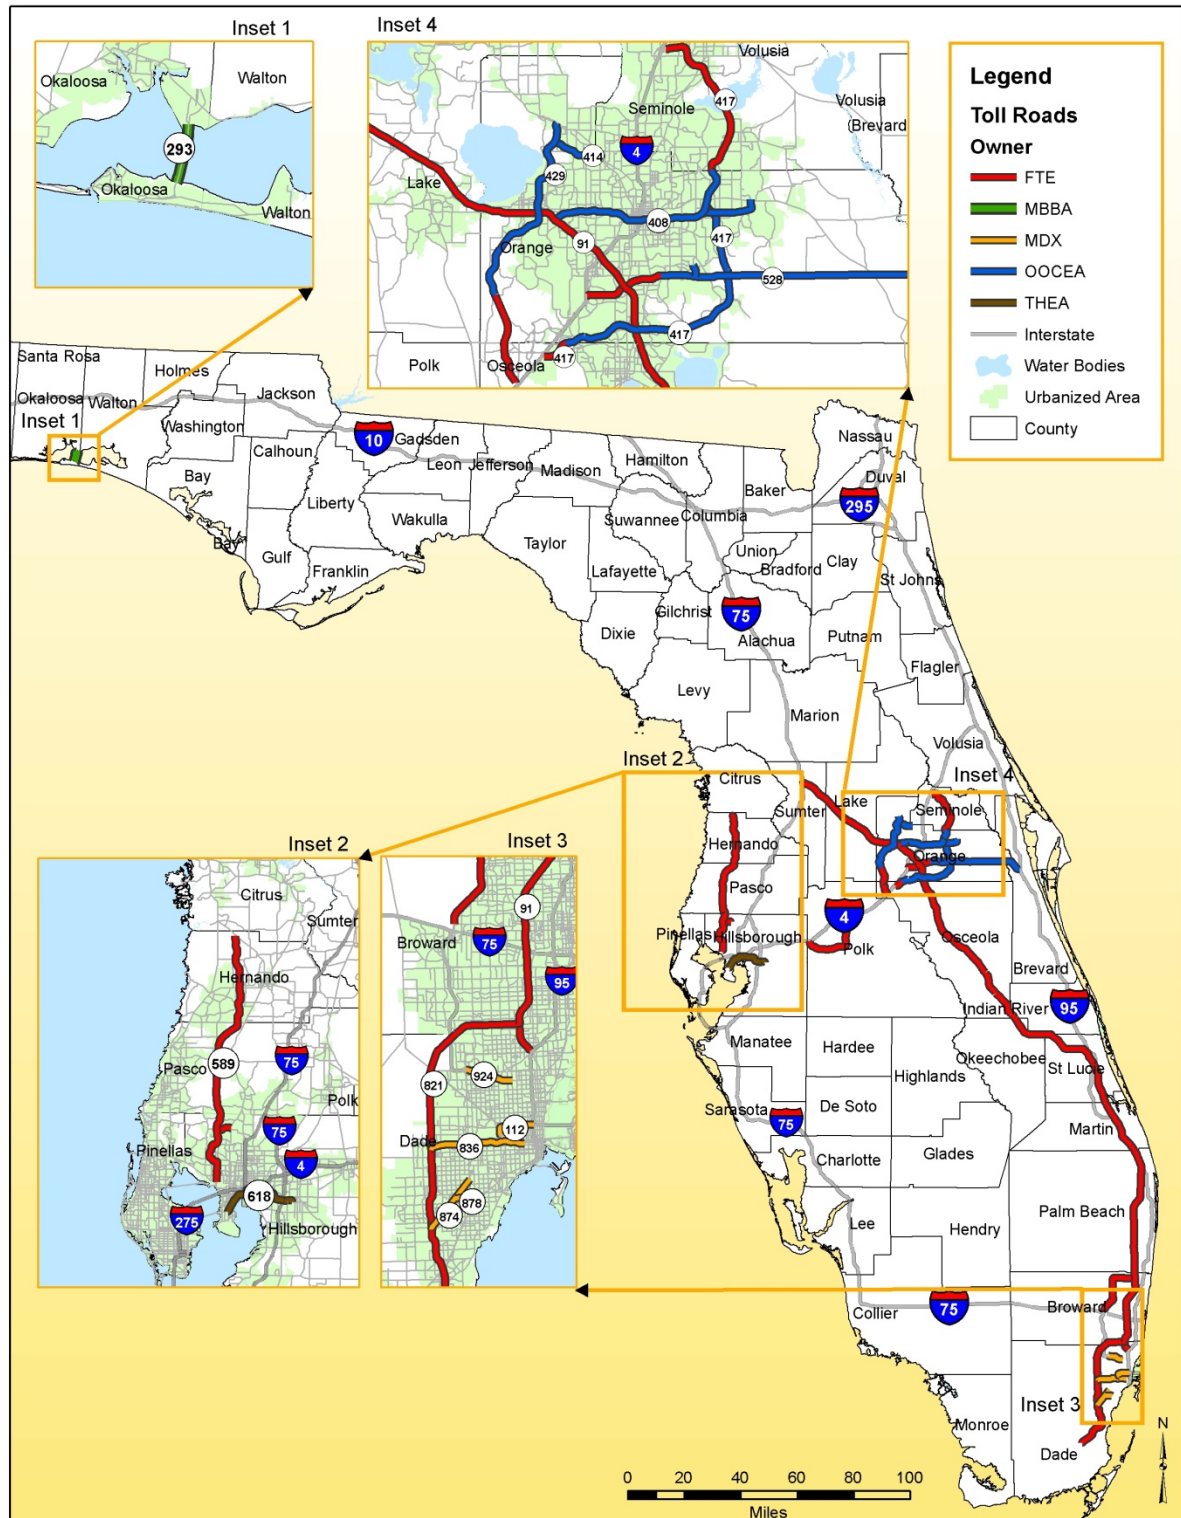 Inset 1
Okaloosa
Walton
293
Okaloosa
Walton
Inset 4
Volusia
Seminole
417
Volusia
Brevard
4
414
429
Lake
408
417
Orange
91
528
417
417
Osceola
Polk
Legend
Toll Roads
Owner
FTE
MBBA
MDX
OOCEA
THEA
Interstate
Water Bodies
Urbanized Area
County
Santa Rosa
Holmes
Jackson
Okaloosa
Walton
Inset 1
Washington
10
Gadsden
Nassau
Calhoun
Leon
Jefferson
Madison
Hamilton
Duval
Bay
Baker
295
Liberty
Wakulla
Suwannee
Columbia
Taylor
Bay
Gulf
Union
Clay
Franklin
Lafayette
Bradford
St Johns
Gilchrist
75
Dixie
Alachua
Putnam
Flagler
Levy
Marion
Volusia
Inset 2
Citrus
Inset 4
Lake
Sumter
Seminole
Hernando
Orange
Pasco
4
Pinellas
Hillsborough
Polk
Osceola
Brevard
Indian River
95
Manatee
Hardee
Okeechobee
St Lucie
Highlands
Sarasota
75
De Soto
Martin
Charlotte
Glades
Lee
Hendry
Palm Beach
Collier
75
Broward
Inset 3
Monroe
Dade
Inset 2
Citrus
Sumter
Hernando
589
75
Pasco
Polk
75
Pinellas
4
618
275
Hillsborough
Inset 3
91
Broward
75
95
821
924
112
Dade
836
878
874
N
0 20 40 60 80 100
Miles